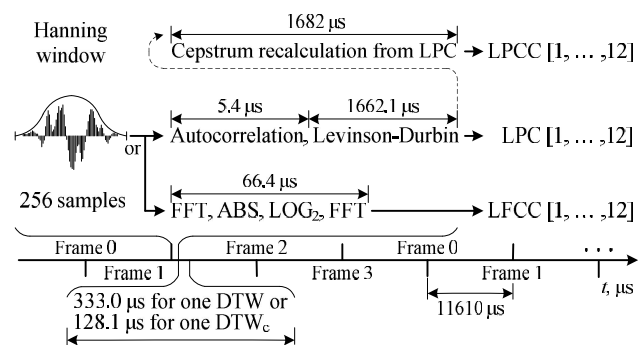 Hanning window
1682 µs
Cepstrum recalculation from LPC
LPCC [1, … ,12]
5.4 µs
1662.1 µs
or
Autocorrelation, Levinson-Durbin
LPC [1, … ,12]
256 samples
66.4 µs
FFT, ABS, LOG₂, FFT
LFCC [1, … ,12]
Frame 0
Frame 2
Frame 0
. . .
Frame 1
Frame 3
Frame 1
t, µs
333.0 µs for one DTW or
128.1 µs for one DTWc
11610 µs